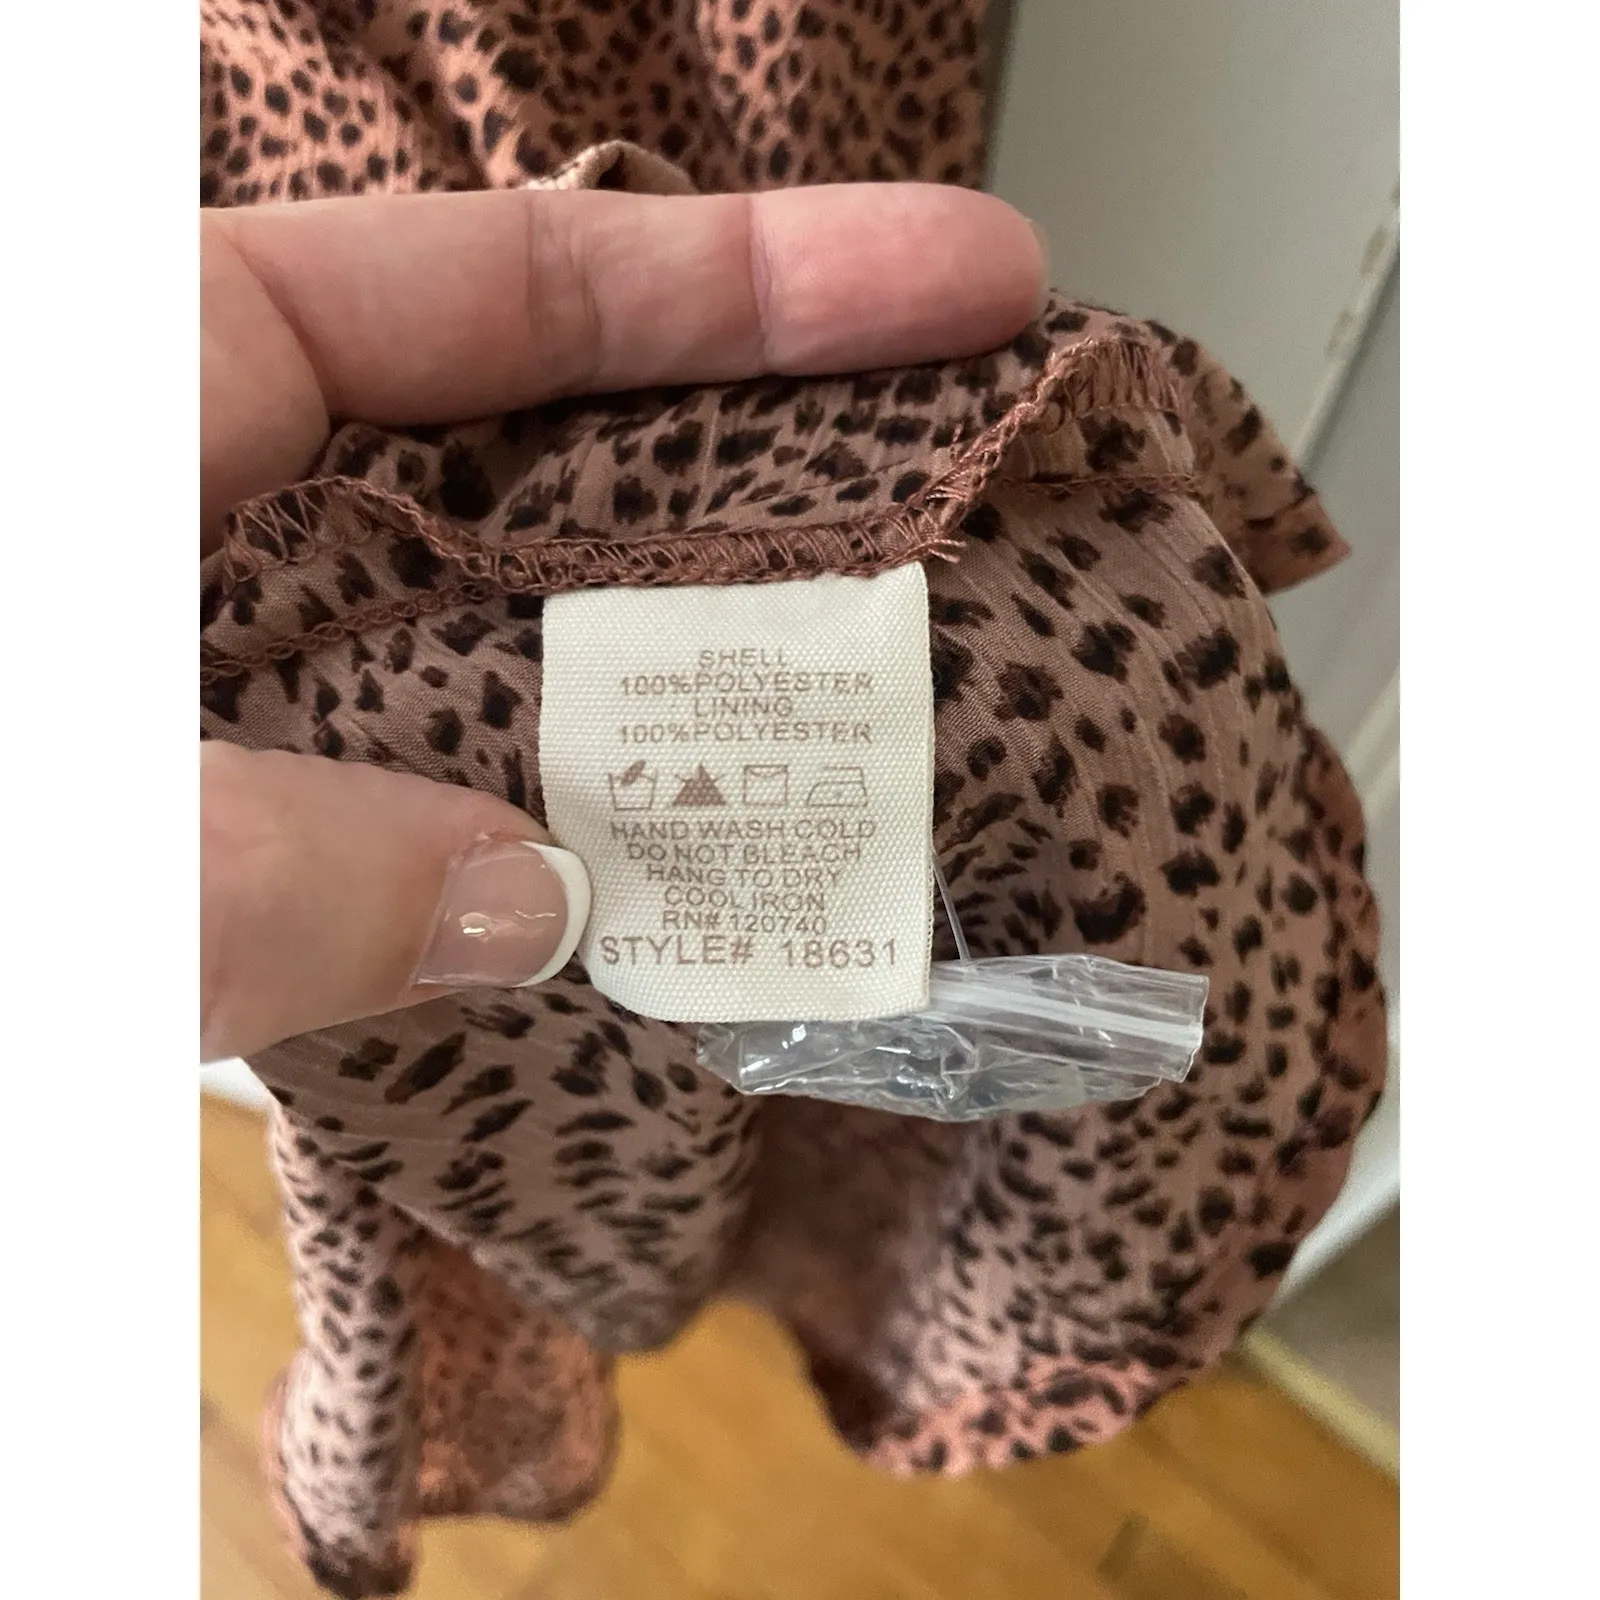 SHELL
100%POLYESTER
LINING
100%POLYESTER
HAND WASH COLD
DO NOT BLEACH
HANG TO DRY
COOL IRON
RN# 120740
STYLE# 18631